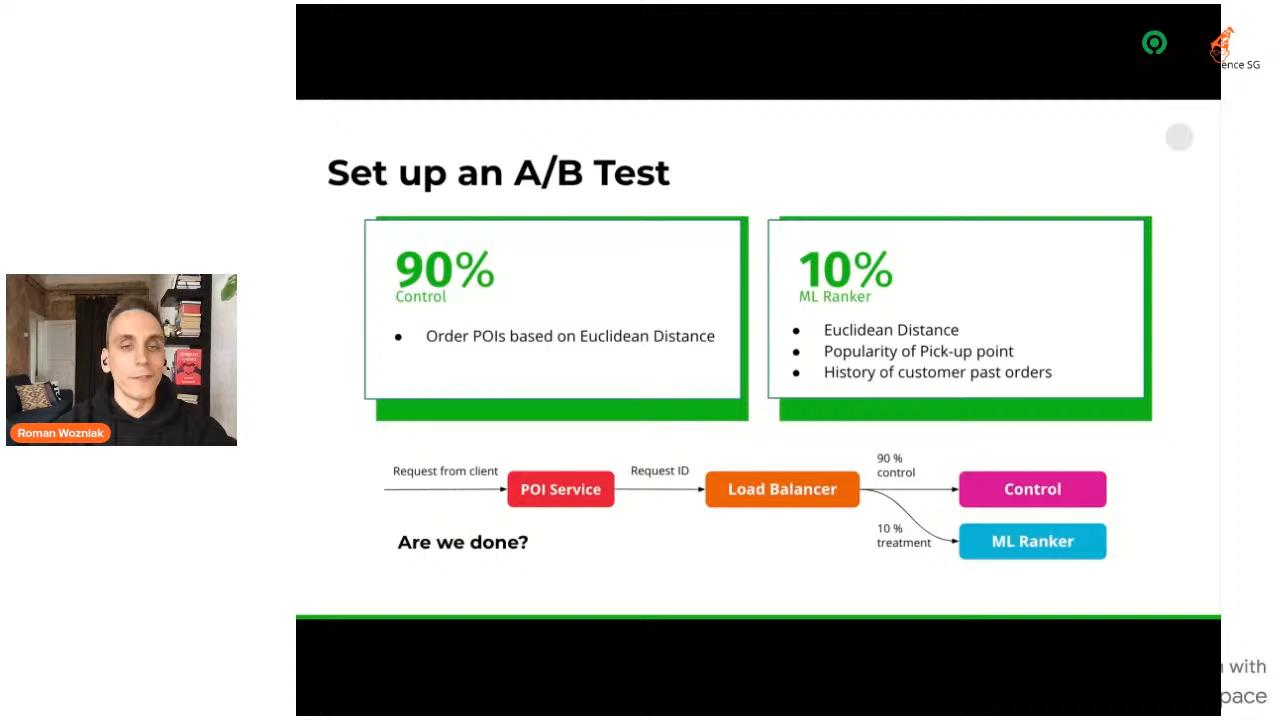 ence SG
Set up an A/B Test
90%
Control
● Order POIs based on Euclidean Distance
10%
ML Ranker
● Euclidean Distance
● Popularity of Pick-up point
● History of customer past orders
Roman Wozniak
Request from client
POI Service
Request ID
Load Balancer
90 %
control
Control
10 %
treatment
ML Ranker
Are we done?
with
pace